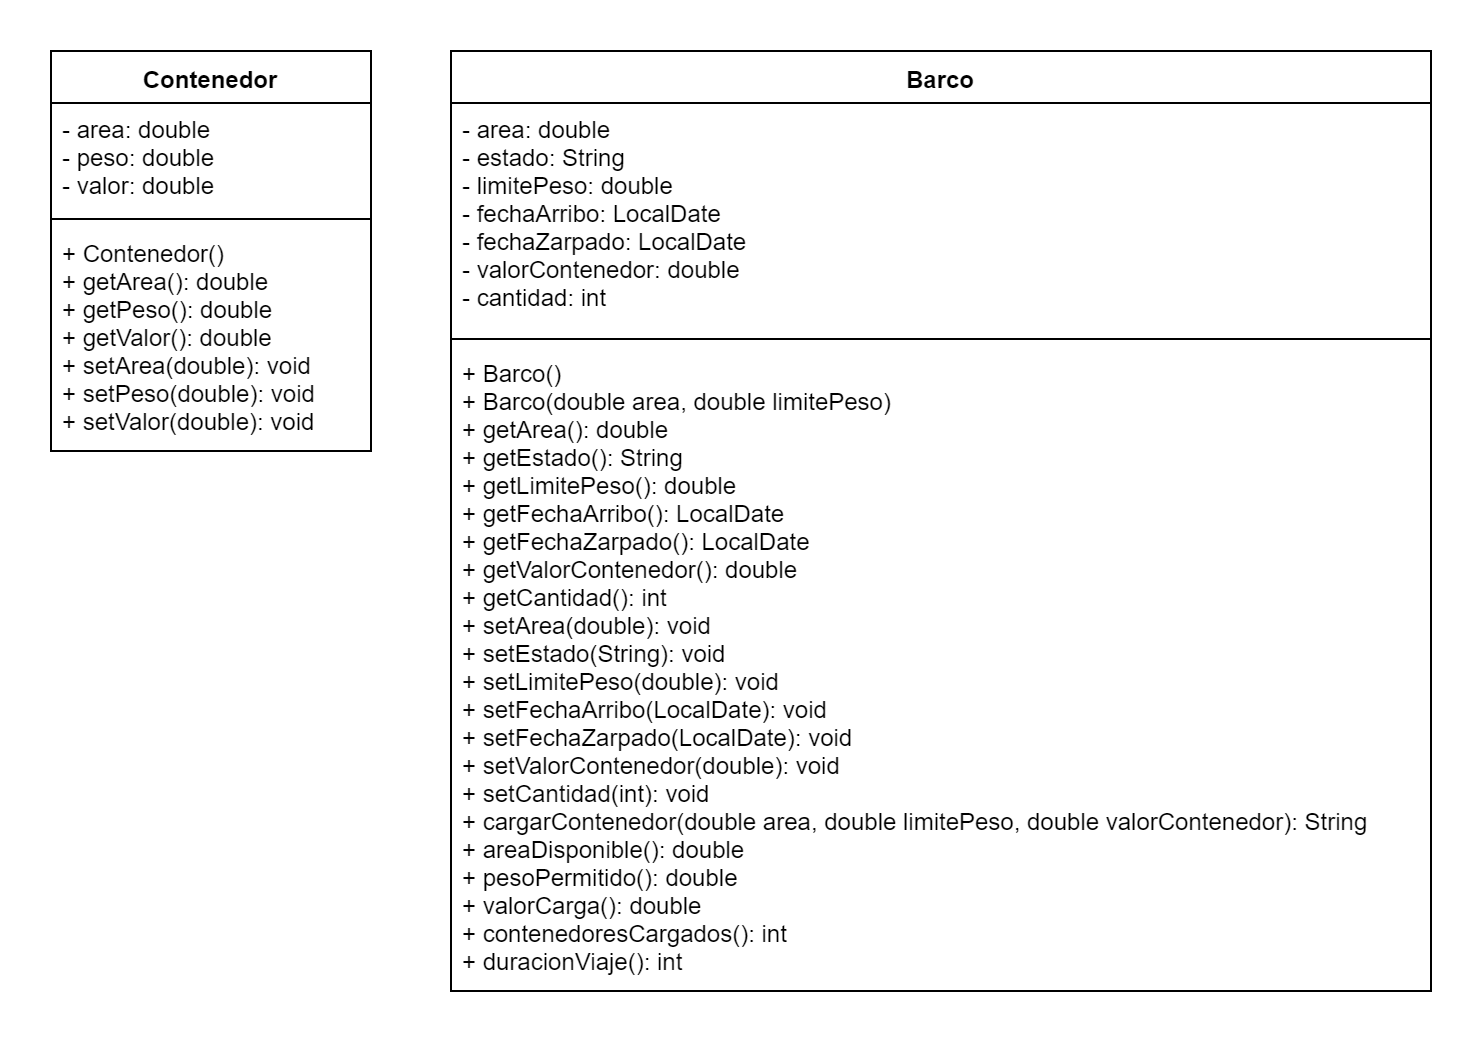 Contenedor
- area: double
- peso: double
- valor: double
+ Contenedor()
+ getArea(): double
+ getPeso(): double
+ getValor(): double
+ setArea(double): void
+ setPeso(double): void
+ setValor(double): void
Barco
- area: double
- estado: String
- limitePeso: double
- fechaArribo: LocalDate
- fechaZarpado: LocalDate
- valorContenedor: double
- cantidad: int
+ Barco()
+ Barco(double area, double limitePeso)
+ getArea(): double
+ getEstado(): String
+ getLimitePeso(): double
+ getFechaArribo(): LocalDate
+ getFechaZarpado(): LocalDate
+ getValorContenedor(): double
+ getCantidad(): int
+ setArea(double): void
+ setEstado(String): void
+ setLimitePeso(double): void
+ setFechaArribo(LocalDate): void
+ setFechaZarpado(LocalDate): void
+ setValorContenedor(double): void
+ setCantidad(int): void
+ cargarContenedor(double area, double limitePeso, double valorContenedor): String
+ areaDisponible(): double
+ pesoPermitido(): double
+ valorCarga(): double
+ contenedoresCargados(): int
+ duracionViaje(): int